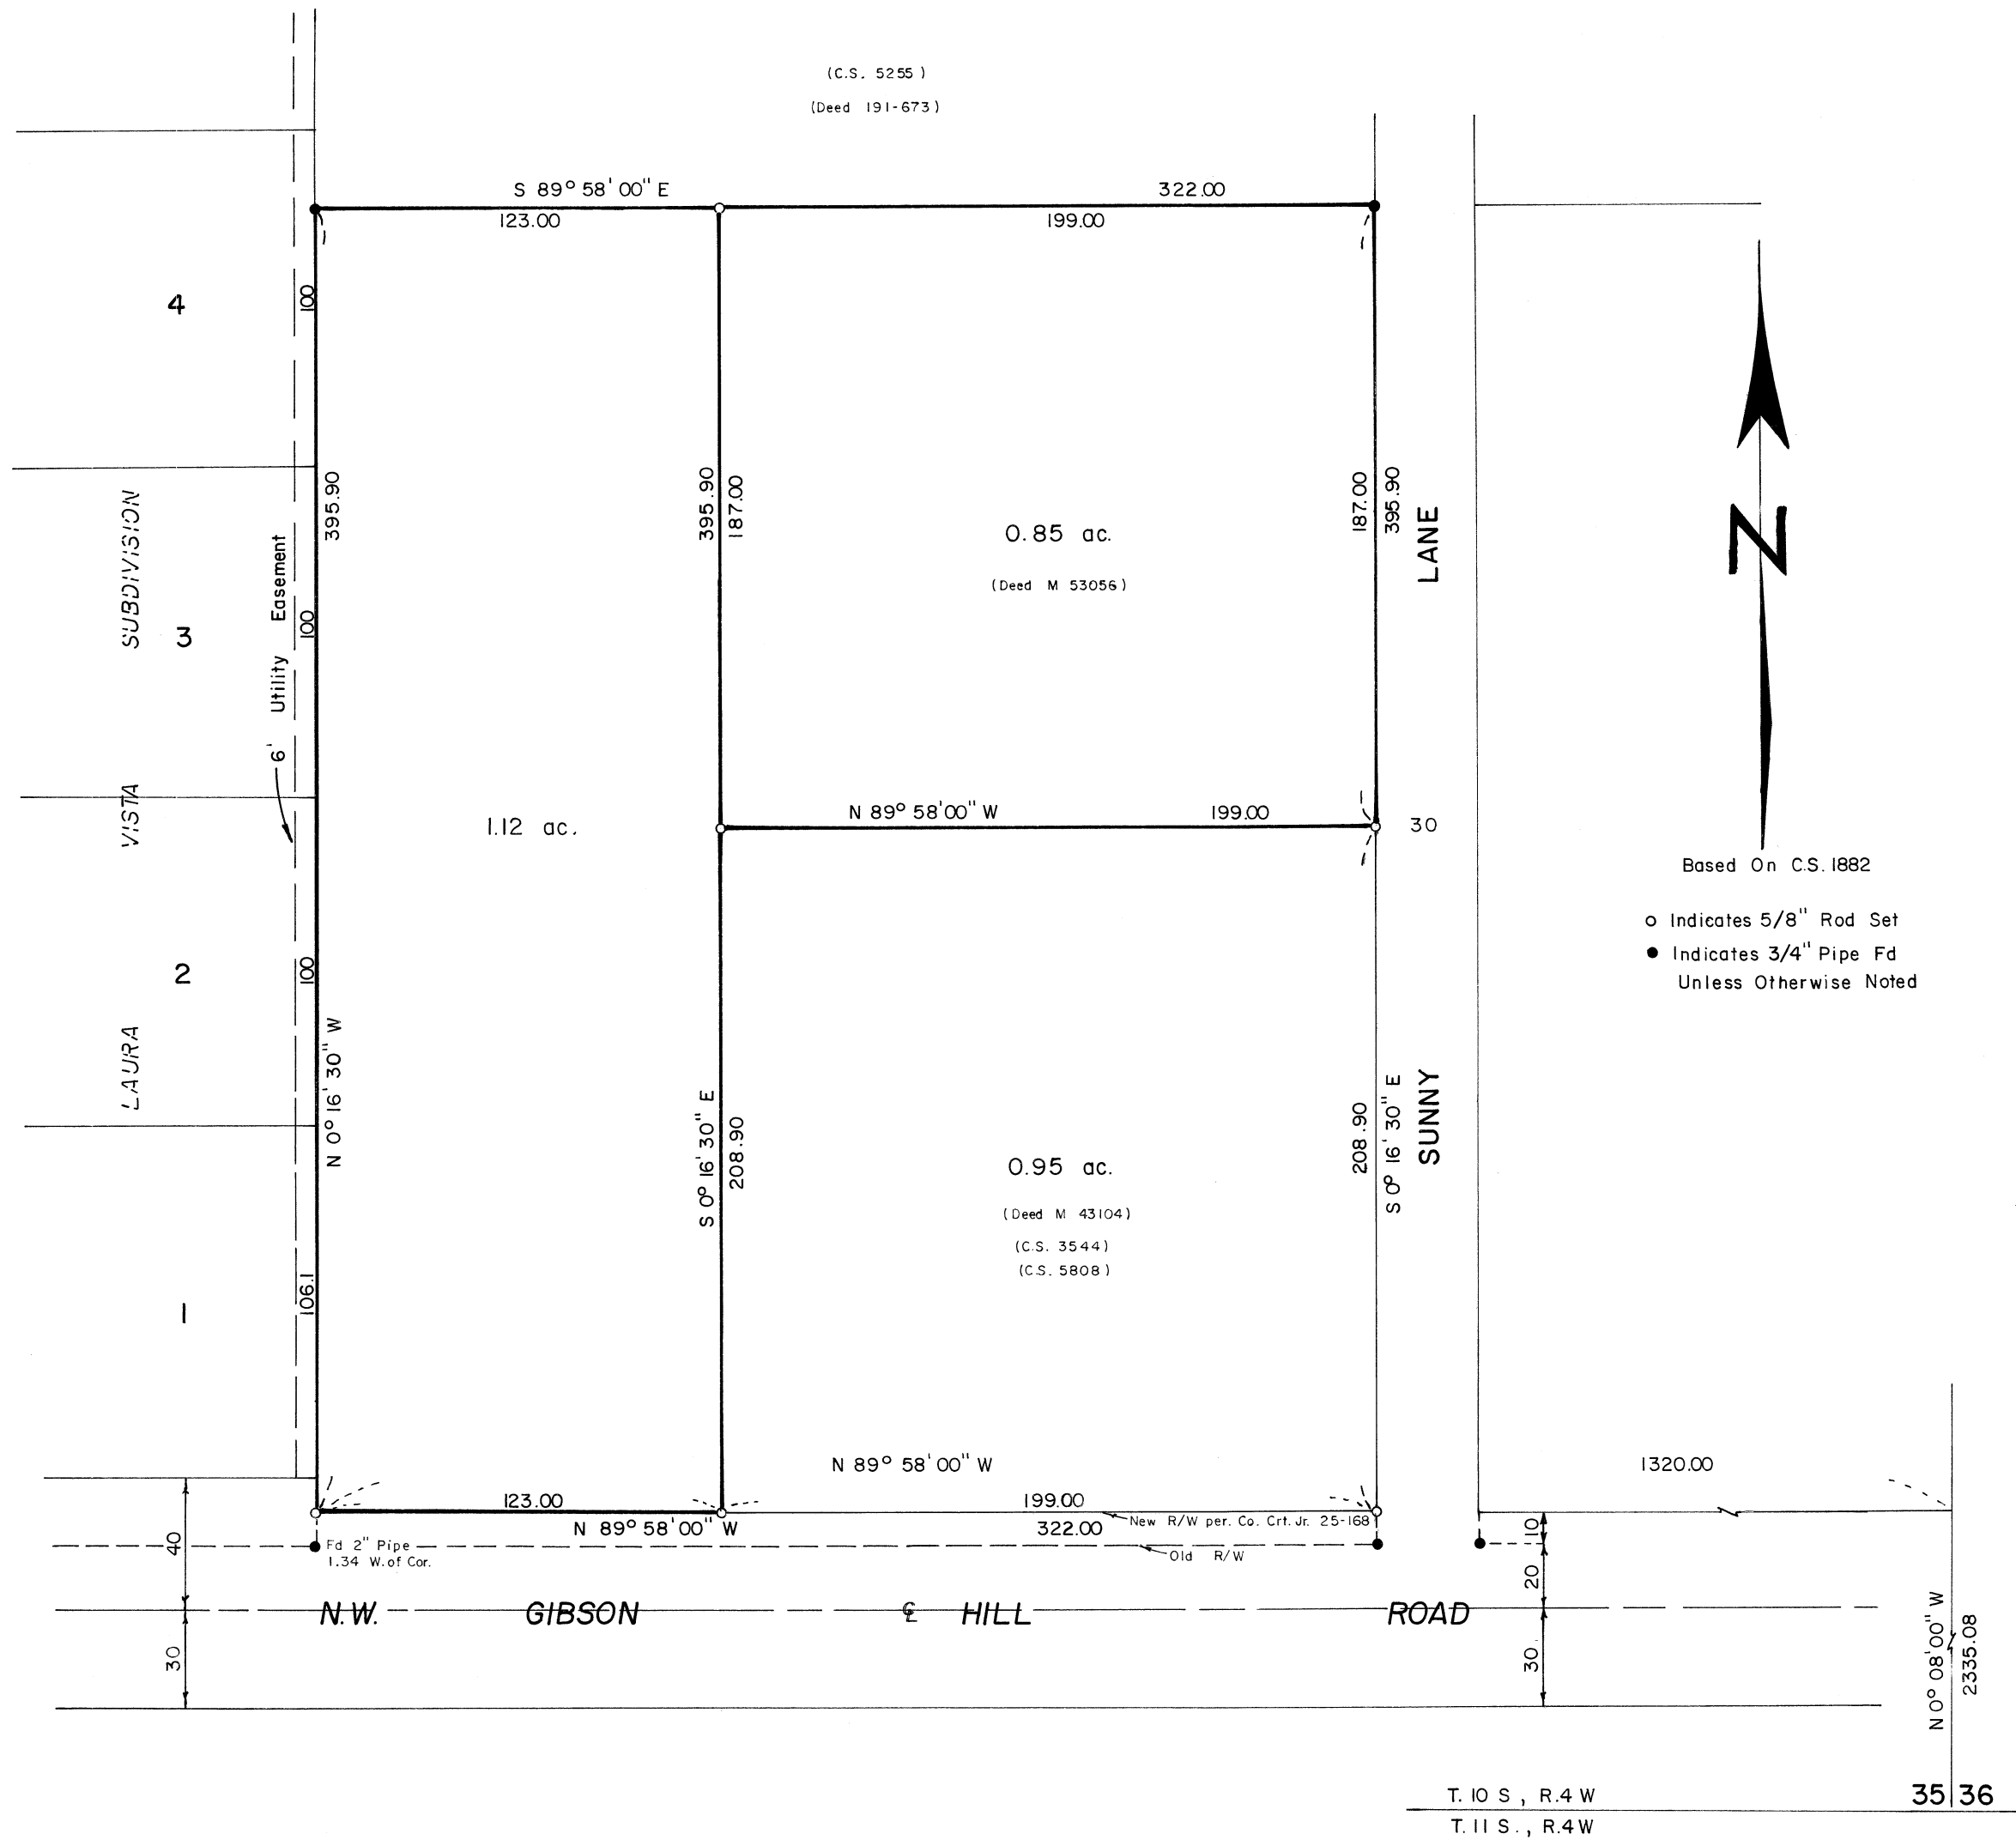 (C.S. 5255)
(Deed 191-673)
S 89° 58' 00" E
322.00
123.00
199.00
4
100
395.90
395.90
187.00
187.00
395.90
LANE
N
0.85 ac.
(Deed M 53056)
SUBDIVISION
3
100
6' Utility Easement
VISTA
1.12 ac.
N 89° 58' 00" W
199.00
30
Based On C.S. 1882
Indicates 5/8" Rod Set
Indicates 3/4" Pipe Fd
Unless Otherwise Noted
2
100
LAURA
N 0° 16' 30" W
S 0° 16' 30" E
208.90
208.90
S 0° 16' 30" E
SUNNY
0.95 ac.
(Deed M 43104)
(C.S. 3544)
(C.S. 5808)
1
106.1
N 89° 58' 00" W
1320.00
123.00
199.00
N 89° 58' 00" W
322.00
New R/W per. Co. Crt. Jr. 25-168
Fd 2" Pipe
1.34 W. of Cor.
Old R/W
40
10
20
N.W. GIBSON ℄ HILL ROAD
30
30
N 0° 08' 00" W
2335.08
T. 10 S , R.4 W
35 36
T. 11 S. , R.4 W